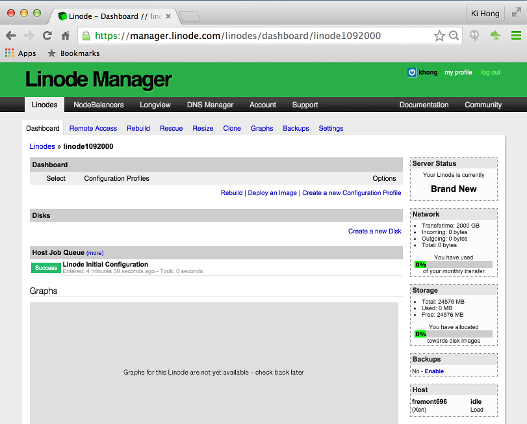 Linode - Dashboard // lin
Ki Hong
https://manager.linode.com/linodes/dashboard/linode1092000
Apps Bookmarks
Linode Manager
khong my profile log out
Linodes NodeBalancers Longview DNS Manager Account Support Documentation Community
Dashboard Remote Access Rebuild Rescue Resize Clone Graphs Backups Settings
Linodes » linode1092000
Dashboard
Select Configuration Profiles Options
Rebuild | Deploy an Image | Create a new Configuration Profile
Disks
Create a new Disk
Host Job Queue (more)
Success Linode Initial Configuration
Entered: 4 minutes 59 seconds ago - Took: 0 seconds
Graphs
Graphs for this Linode are not yet available - check back later
Server Status
Your Linode is currently
Brand New
Network
Transfer/mo: 2000 GB
Incoming: 0 bytes
Outgoing: 0 bytes
Total: 0 bytes
You have used
0%
of your monthly transfer
Storage
Total: 24576 MB
Used: 0 MB
Free: 24576 MB
You have allocated
0%
towards disk images
Backups
No - Enable
Host
fremont696 idle
(Xen) Load